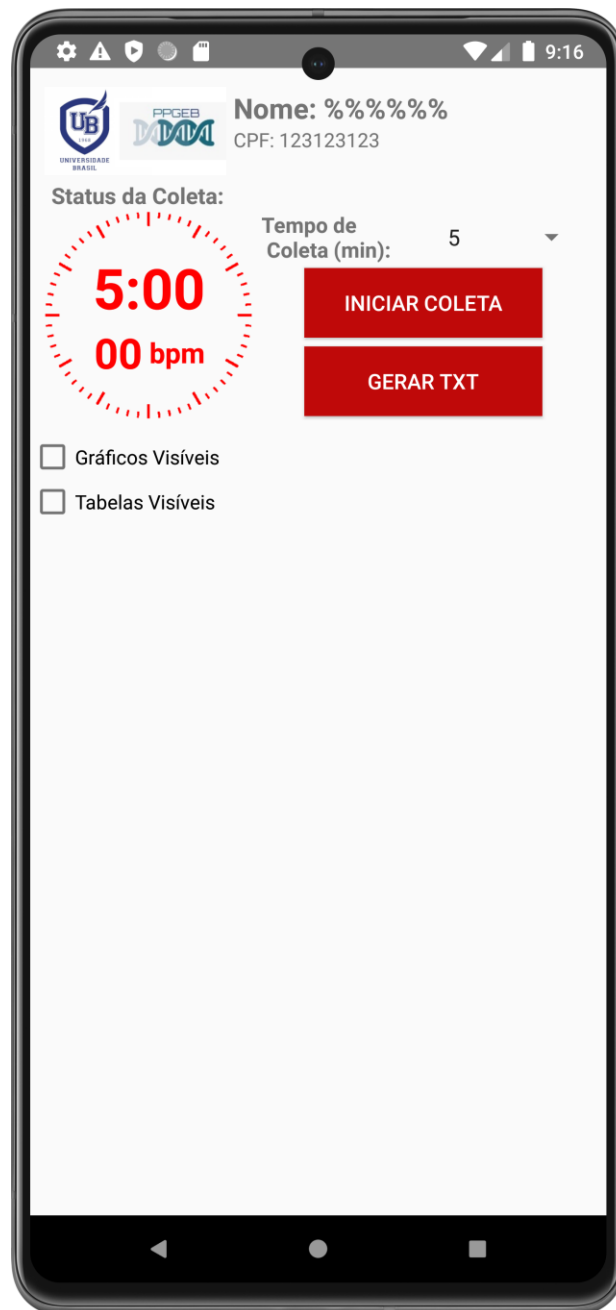 9:16
UB
1968
UNIVERSIDADE
BRASIL
PPGEB
Nome: %%%%%%
CPF: 123123123
Status da Coleta:
5:00
00 bpm
Tempo de
Coleta (min):
5
INICIAR COLETA
GERAR TXT
Gráficos Visíveis
Tabelas Visíveis